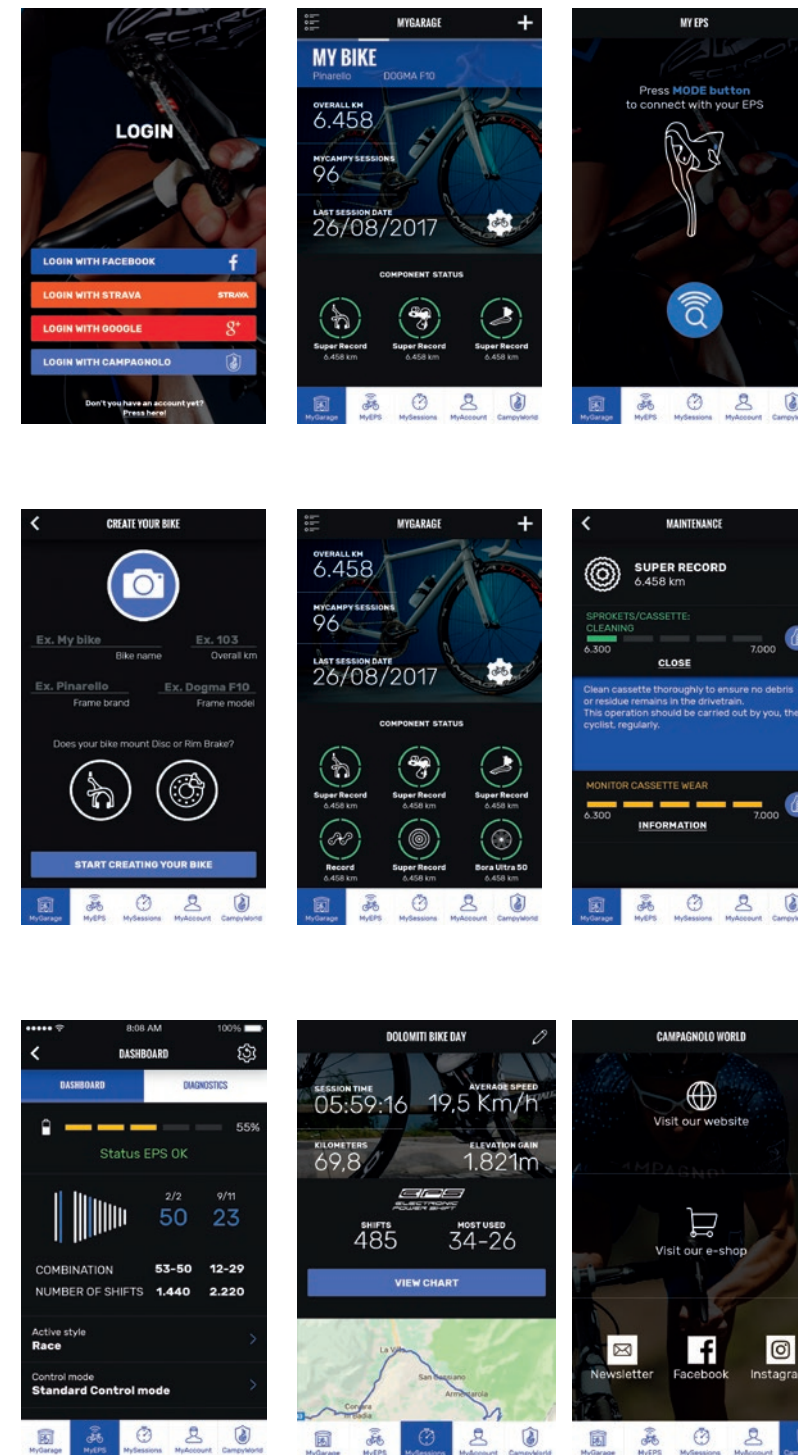 LOGIN
LOGIN WITH FACEBOOK
LOGIN WITH STRAVA
STRAVA
LOGIN WITH GOOGLE
LOGIN WITH CAMPAGNOLO
Don't you have an account yet?
Press here!
MYGARAGE
MY BIKE
Pinarello DOGMA F10
OVERALL KM
6.458
MYCAMPY SESSIONS
96
LAST SESSION DATE
26/08/2017
COMPONENT STATUS
Super Record Super Record Super Record
6.458 km 6.458 km 6.458 km
MyGarage MyEPS MySessions MyAccount CampyWorld
MY EPS
Press MODE button
to connect with your EPS
MyGarage MyEPS MySessions MyAccount Campy
CREATE YOUR BIKE
Ex. My bike Ex. 103
Bike name Overall km
Ex. Pinarello Ex. Dogma F10
Frame brand Frame model
Does your bike mount Disc or Rim Brake?
START CREATING YOUR BIKE
MyGarage MyEPS MySessions MyAccount CampyWorld
MYGARAGE
OVERALL KM
6.458
MYCAMPY SESSIONS
96
LAST SESSION DATE
26/08/2017
COMPONENT STATUS
Super Record Super Record Super Record
6.458 km 6.458 km 6.458 km
Record Super Record Bora Ultra 50
6.458 km 6.458 km 6.458 km
MyGarage MyEPS MySessions MyAccount CampyWorld
MAINTENANCE
SUPER RECORD
6.458 km
SPROKETS/CASSETTE:
CLEANING
6.300 7.000
CLOSE
Clean cassette thoroughly to ensure no debris
or residue remains in the drivetrain.
This operation should be carried out by you, the
cyclist, regularly.
MONITOR CASSETTE WEAR
6.300 7.000
INFORMATION
MyGarage MyEPS MySessions MyAccount Campy
8:08 AM 100%
DASHBOARD
DASHBOARD DIAGNOSTICS
55%
Status EPS OK
2/2 9/11
50 23
COMBINATION 53-50 12-29
NUMBER OF SHIFTS 1.440 2.220
Active style
Race
Control mode
Standard Control mode
MyGarage MyEPS MySessions MyAccount CampyWorld
DOLOMITI BIKE DAY
SESSION TIME AVERAGE SPEED
05:59:16 19,5 Km/h
KILOMETERS ELEVATION GAIN
69,8 1.821m
EPS
ELECTRONIC
POWER SHIFT
SHIFTS MOST USED
485 34-26
VIEW CHART
La Villa
San Cassiano
Armentarola
Corvara
in Badia
MyGarage MyEPS MySessions MyAccount CampyWorld
CAMPAGNOLO WORLD
Visit our website
Visit our e-shop
Newsletter Facebook Instagra
MyGarage MyEPS MySessions MyAccount